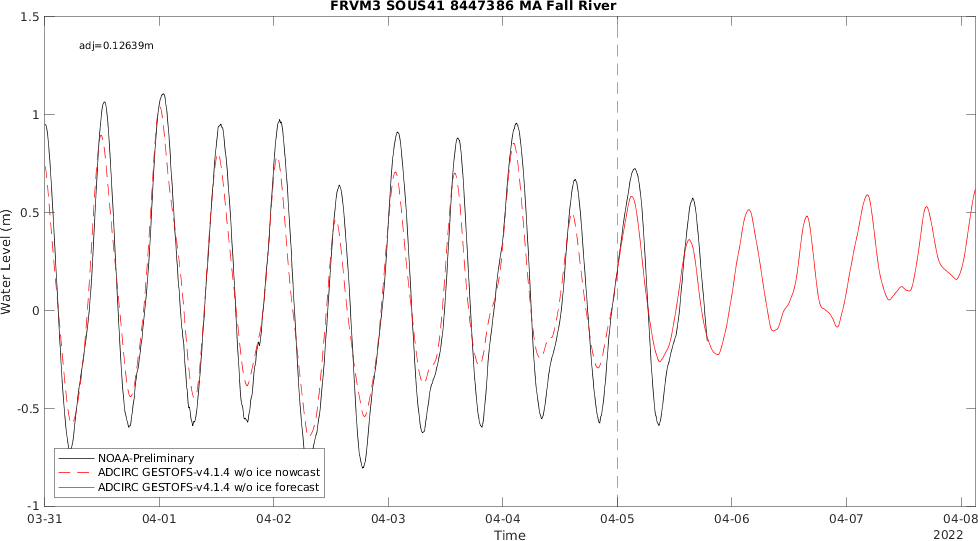 FRVM3 SOUS41 8447386 MA Fall River
adj=0.12639m
1.5
1
0.5
0
-0.5
-1
Water Level (m)
NOAA-Preliminary
ADCIRC GESTOFS-v4.1.4 w/o ice nowcast
ADCIRC GESTOFS-v4.1.4 w/o ice forecast
03-31 04-01 04-02 04-03 04-04 04-05 04-06 04-07 04-08
Time
2022